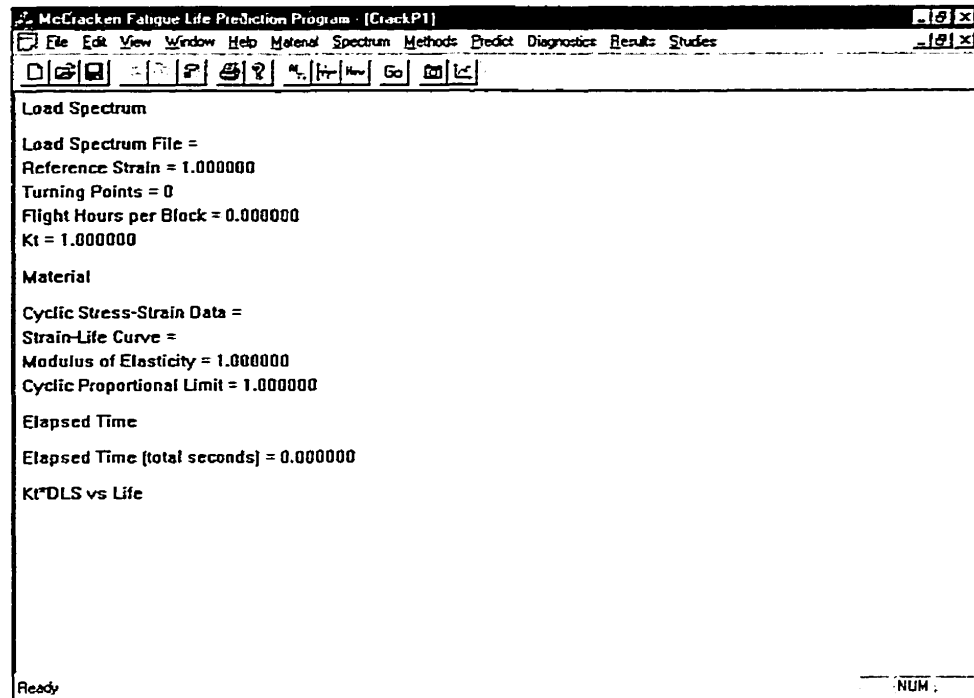 McCracken Fatigue Life Prediction Program - [CrackP1]
File Edit View Window Help Material Spectrum Methods Predict Diagnostics Results Studies
Go
Load Spectrum
Load Spectrum File =
Reference Strain = 1.000000
Turning Points = 0
Flight Hours per Block = 0.000000
Kt = 1.000000
Material
Cyclic Stress-Strain Data =
Strain-Life Curve =
Modulus of Elasticity = 1.000000
Cyclic Proportional Limit = 1.000000
Elapsed Time
Elapsed Time (total seconds) = 0.000000
Kt*DLS vs Life
Ready NUM